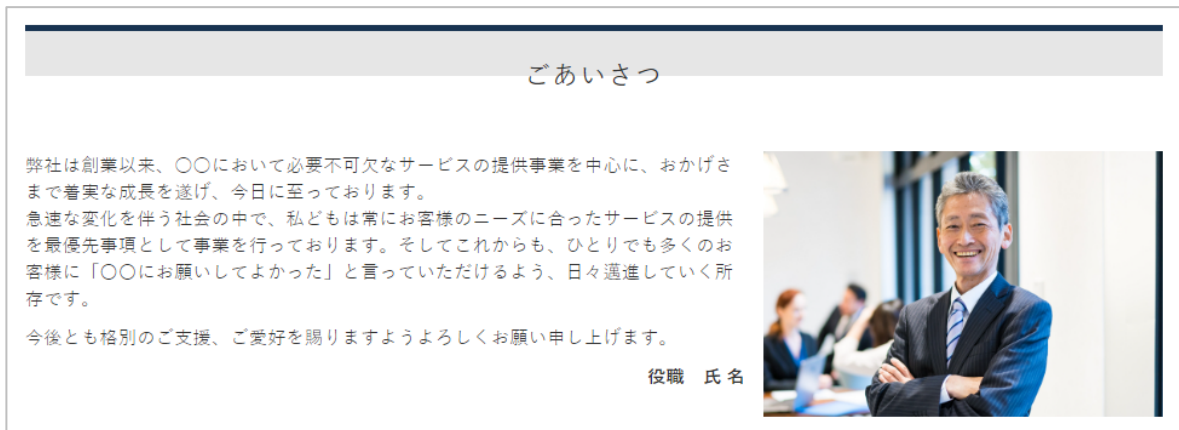 ごあいさつ
弊社は創業以来、〇〇において必要不可欠なサービスの提供事業を中心に、おかげさ
まで着実な成長を遂げ、今日に至っております。
急速な変化を伴う社会の中で、私どもは常にお客様のニーズに合ったサービスの提供
を最優先事項として事業を行っております。そしてこれからも、ひとりでも多くのお
客様に「〇〇にお願いしてよかった」と言っていただけるよう、日々邁進していく所
存です。
今後とも格別のご支援、ご愛好を賜りますようよろしくお願い申し上げます。
役職　氏 名